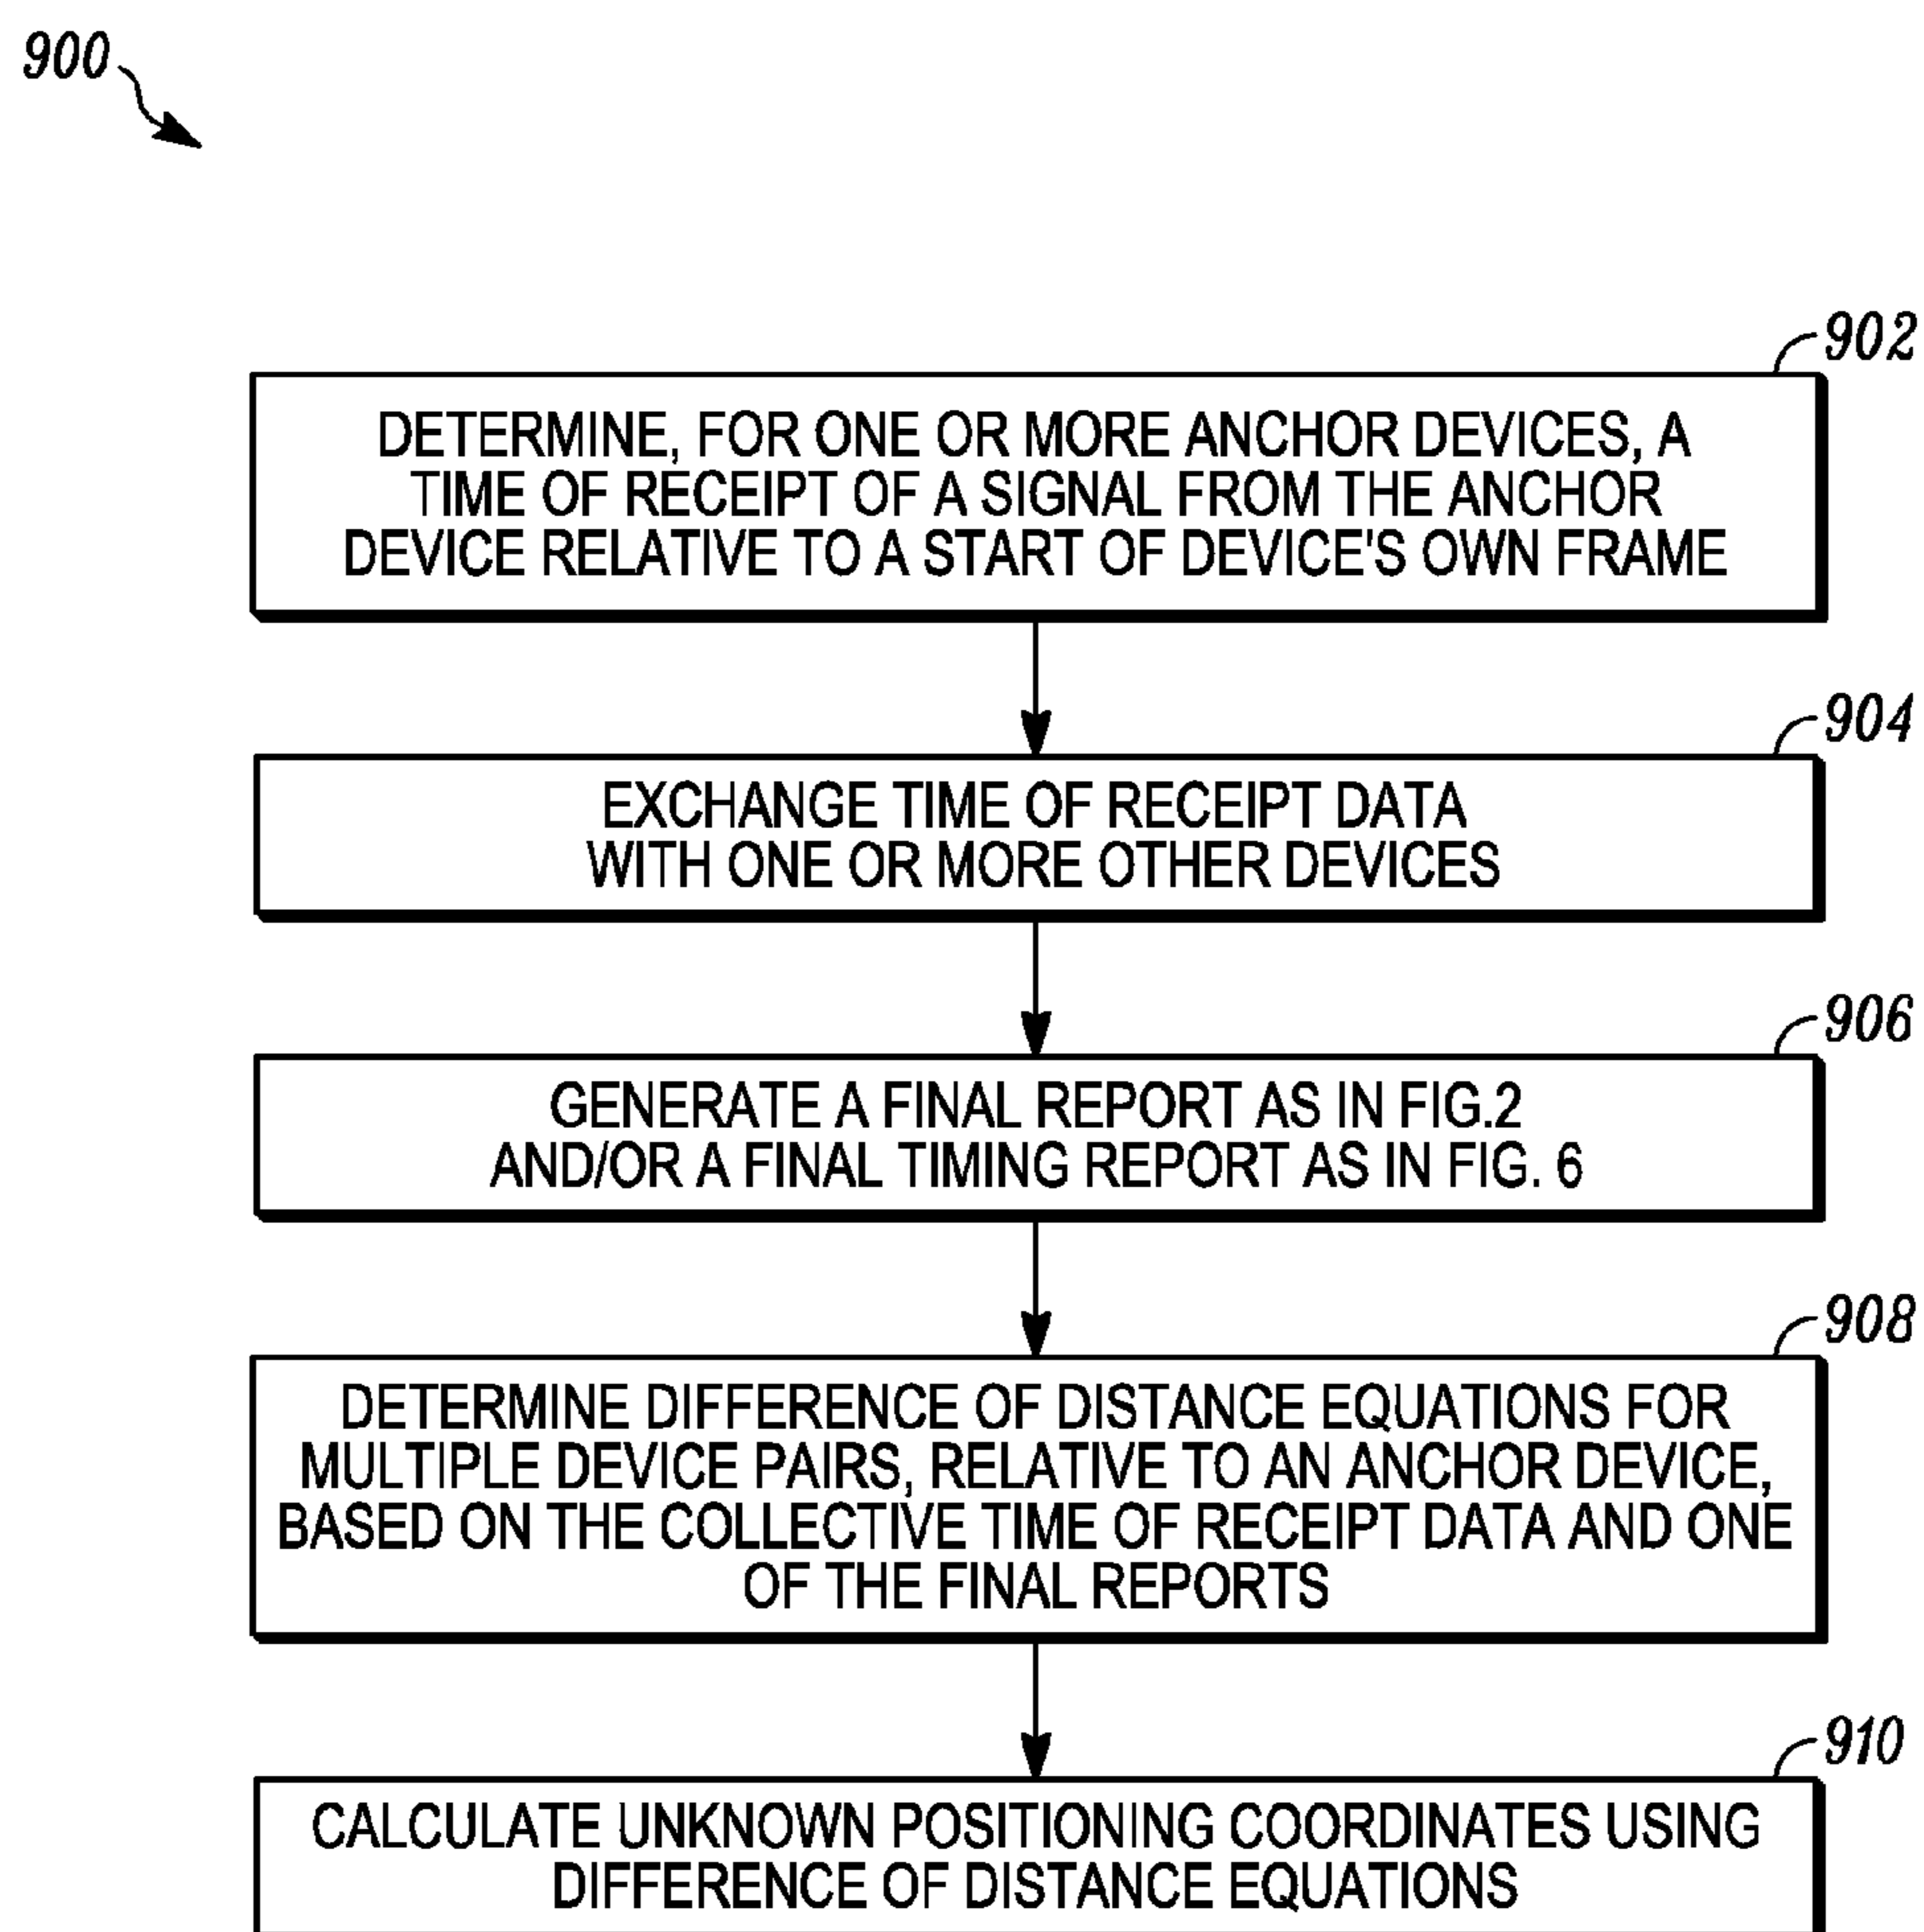 900
902
DETERMINE, FOR ONE OR MORE ANCHOR DEVICES, A
TIME OF RECEIPT OF A SIGNAL FROM THE ANCHOR
DEVICE RELATIVE TO A START OF DEVICE'S OWN FRAME
904
EXCHANGE TIME OF RECEIPT DATA
WITH ONE OR MORE OTHER DEVICES
906
GENERATE A FINAL REPORT AS IN FIG.2
AND/OR A FINAL TIMING REPORT AS IN FIG. 6
908
DETERMINE DIFFERENCE OF DISTANCE EQUATIONS FOR
MULTIPLE DEVICE PAIRS, RELATIVE TO AN ANCHOR DEVICE,
BASED ON THE COLLECTIVE TIME OF RECEIPT DATA AND ONE
OF THE FINAL REPORTS
910
CALCULATE UNKNOWN POSITIONING COORDINATES USING
DIFFERENCE OF DISTANCE EQUATIONS